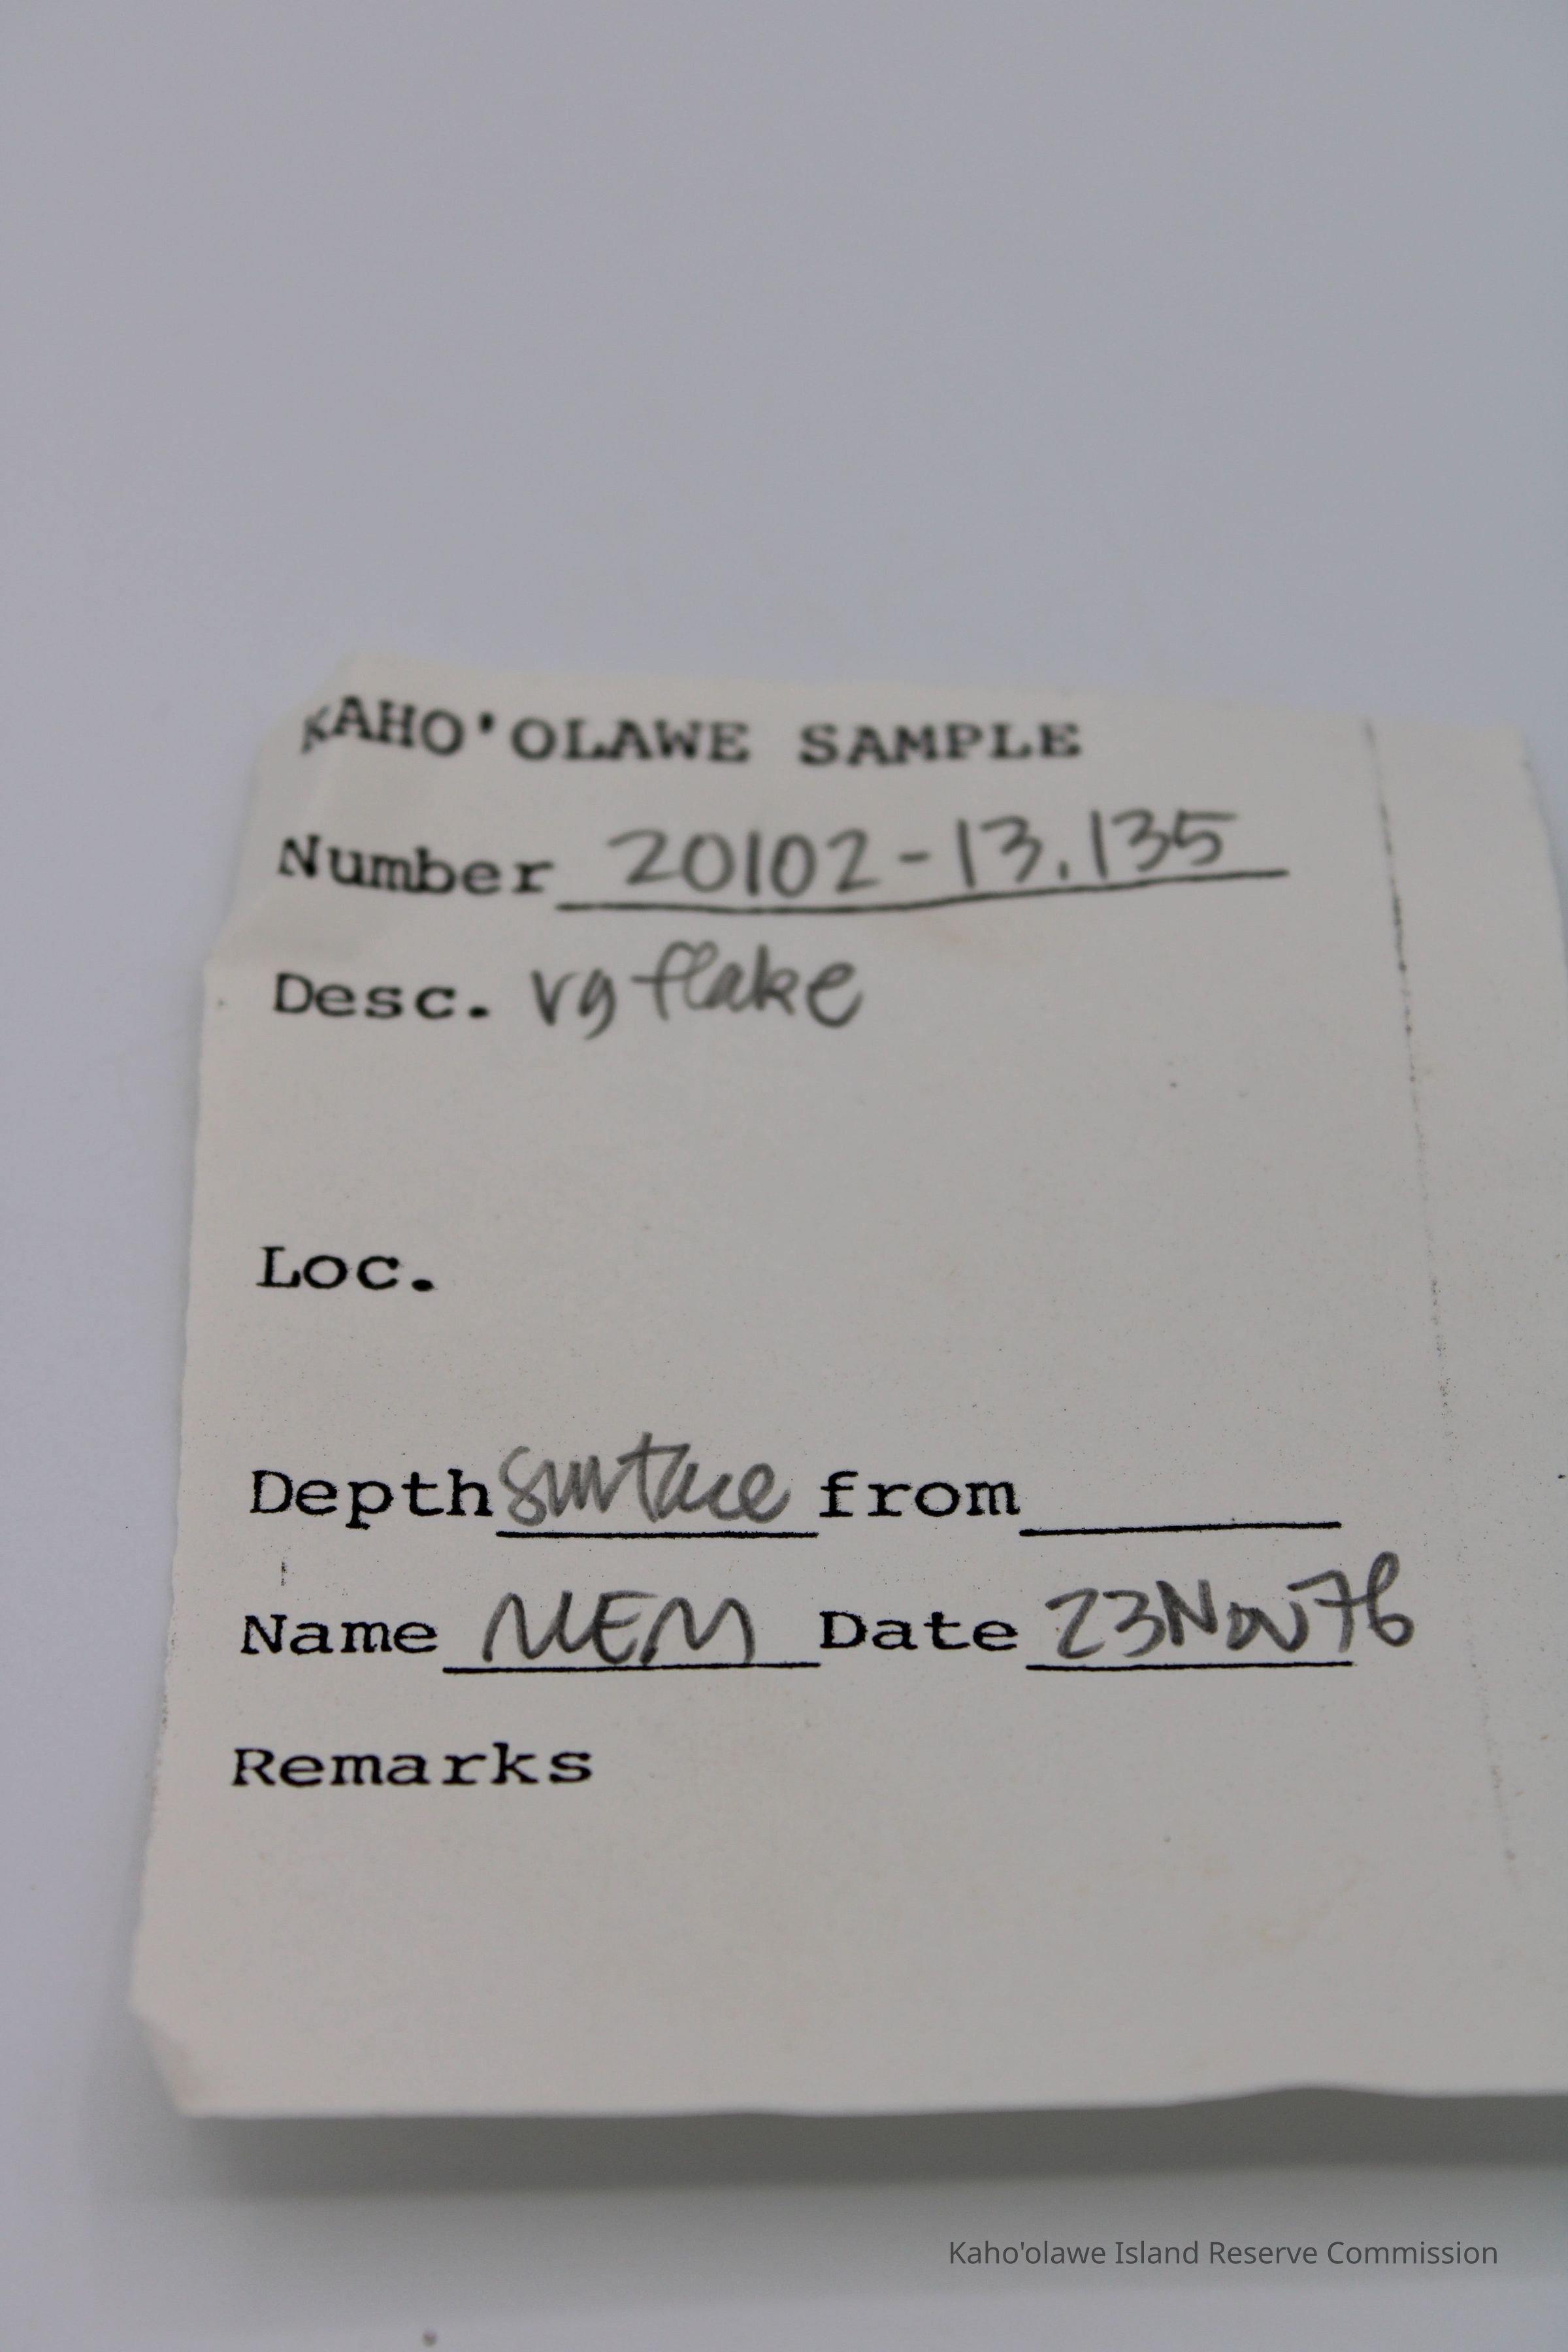 KAHO'OLAWE SAMPLE
Number 20102-13.135
Desc. vg flake
Loc.
Depth surface from
Name MEM Date 23Nov76
Remarks
Kaho'olawe Island Reserve Commission